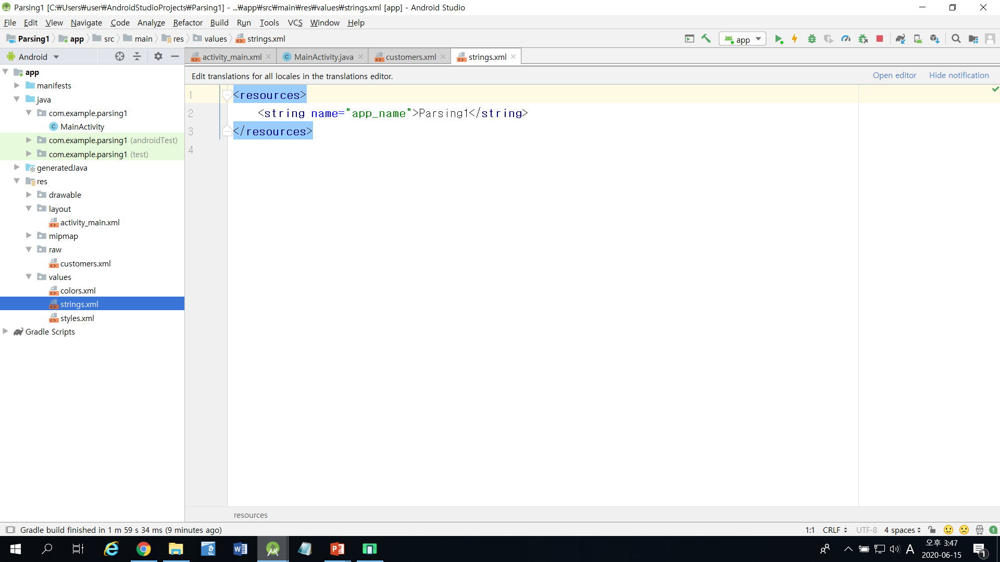 Parsing1 [C:₩Users₩user₩AndroidStudioProjects₩Parsing1] - ...₩app₩src₩main₩res₩values₩strings.xml [app] - Android Studio
File Edit View Navigate Code Analyze Refactor Build Run Tools VCS Window Help
Parsing1 app src main res values strings.xml
app
Android
activity_main.xml MainActivity.java customers.xml strings.xml
Edit translations for all locales in the translations editor.
Open editor Hide notification
app
manifests
java
com.example.parsing1
MainActivity
com.example.parsing1 (androidTest)
com.example.parsing1 (test)
generatedJava
res
drawable
layout
activity_main.xml
mipmap
raw
customers.xml
values
colors.xml
strings.xml
styles.xml
Gradle Scripts
1 <resources>
2 <string name="app_name">Parsing1</string>
3 </resources>
4
resources
Gradle build finished in 1 m 59 s 34 ms (9 minutes ago)
1:1 CRLF UTF-8 4 spaces 1
A 오후 3:47
2020-06-15
1